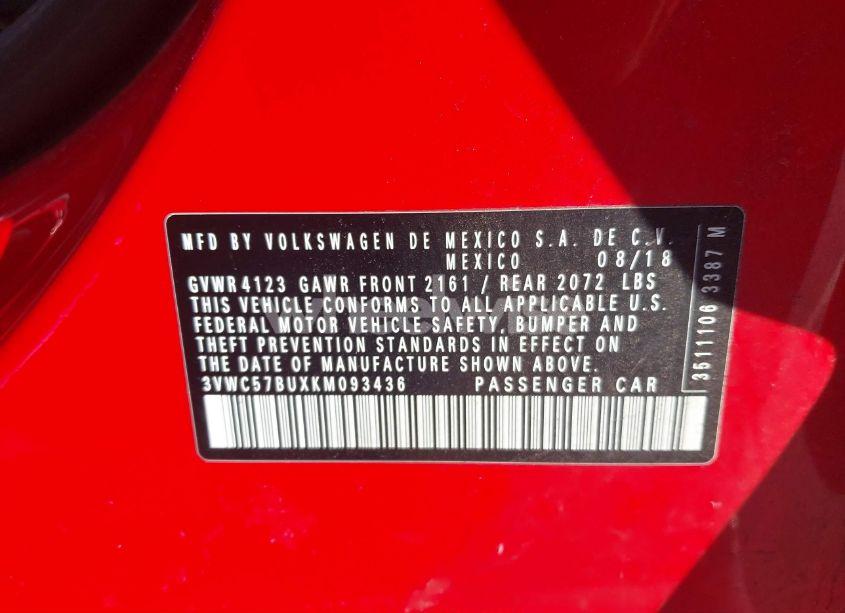 MFD BY VOLKSWAGEN DE MEXICO S.A. DE C.V.
MEXICO 08/18
GVWR 4123 GAWR FRONT 2161 / REAR 2072 LBS
THIS VEHICLE CONFORMS TO ALL APPLICABLE U.S.
FEDERAL MOTOR VEHICLE SAFETY, BUMPER AND
THEFT PREVENTION STANDARDS IN EFFECT ON
THE DATE OF MANUFACTURE SHOWN ABOVE.
3VWC57BUXKM093436 PASSENGER CAR
3511106 3387 M